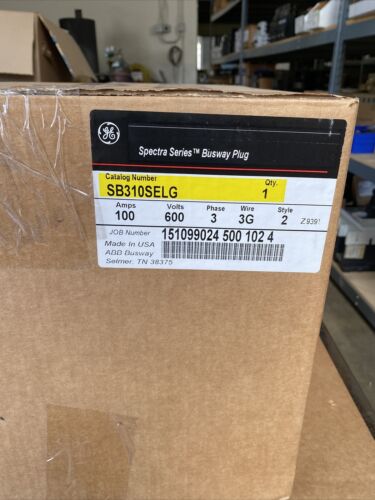 GE
Spectra Series™ Busway Plug
Catalog Number Qty.
SB310SELG 1
Amps Volts Phase Wire Style
100 600 3 3G 2 Z9391
JOB Number 151099024 500 102 4
Made In USA
ABB Busway
Selmer, TN 38375